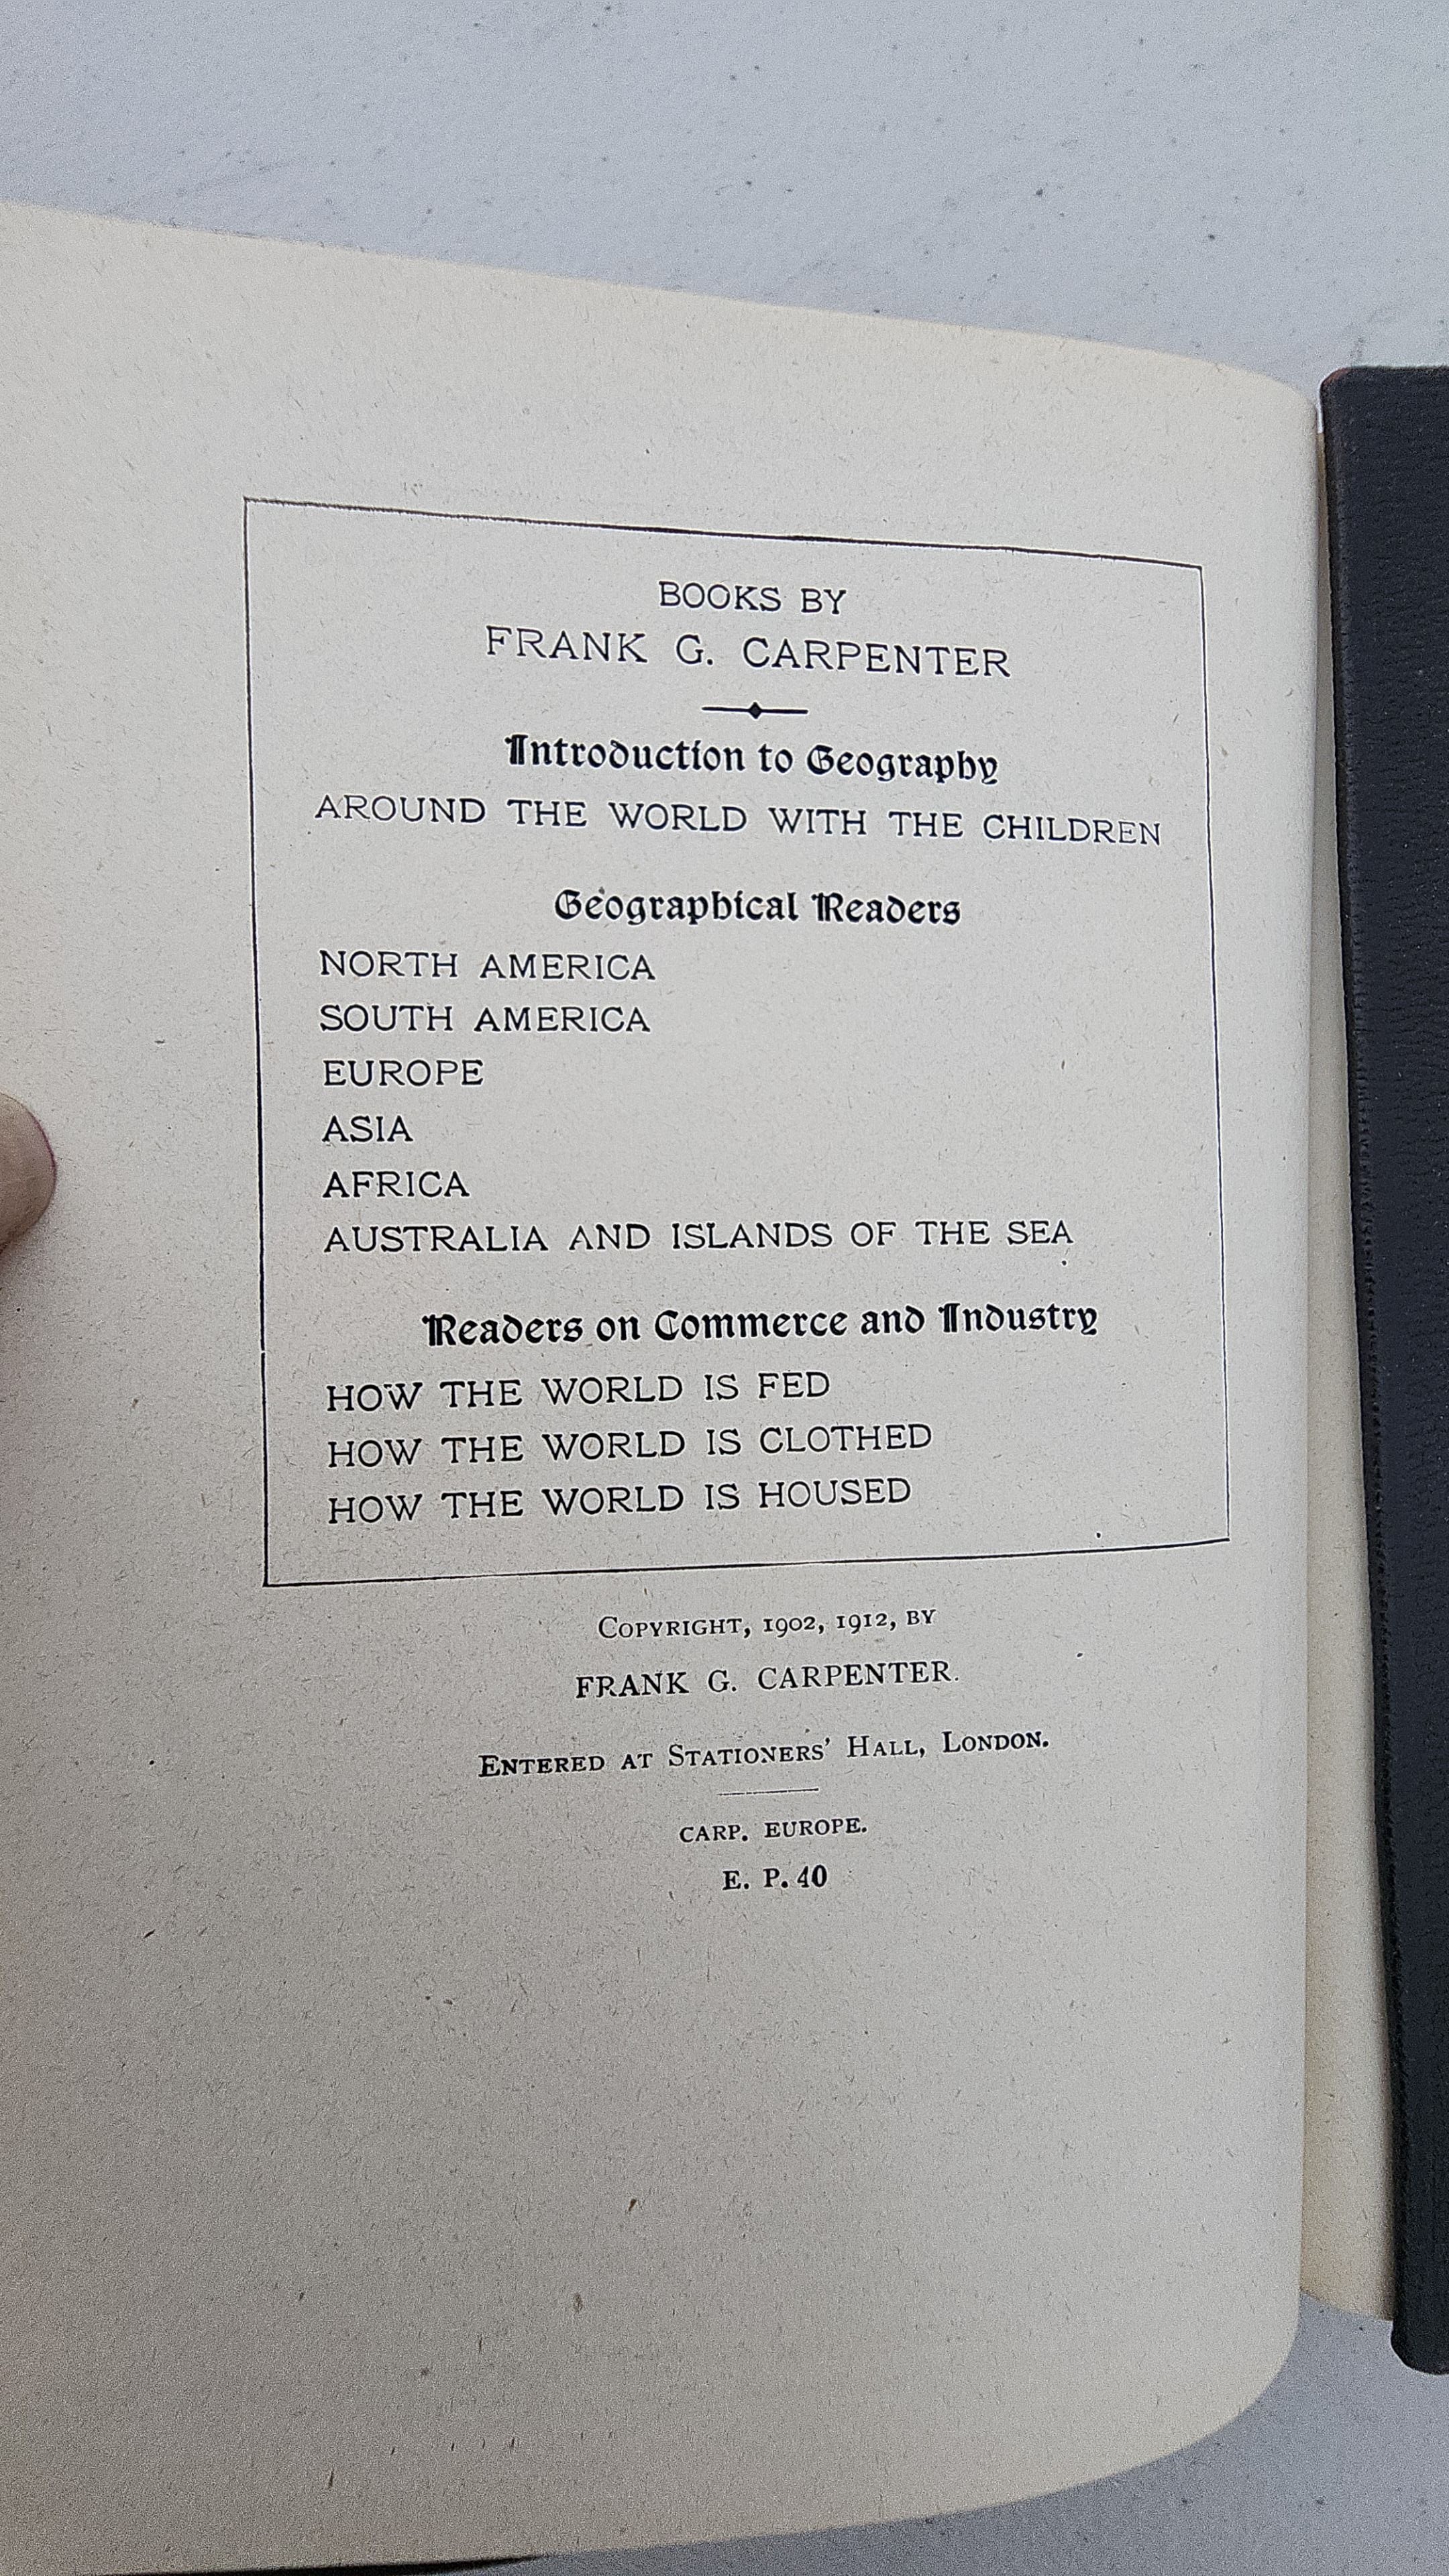 BOOKS BY
FRANK G. CARPENTER
Introduction to Geography
AROUND THE WORLD WITH THE CHILDREN
Geographical Readers
NORTH AMERICA
SOUTH AMERICA
EUROPE
ASIA
AFRICA
AUSTRALIA AND ISLANDS OF THE SEA
Readers on Commerce and Industry
HOW THE WORLD IS FED
HOW THE WORLD IS CLOTHED
HOW THE WORLD IS HOUSED
COPYRIGHT, 1902, 1912, BY
FRANK G. CARPENTER.
ENTERED AT STATIONERS' HALL, LONDON.
CARP. EUROPE.
E. P. 40